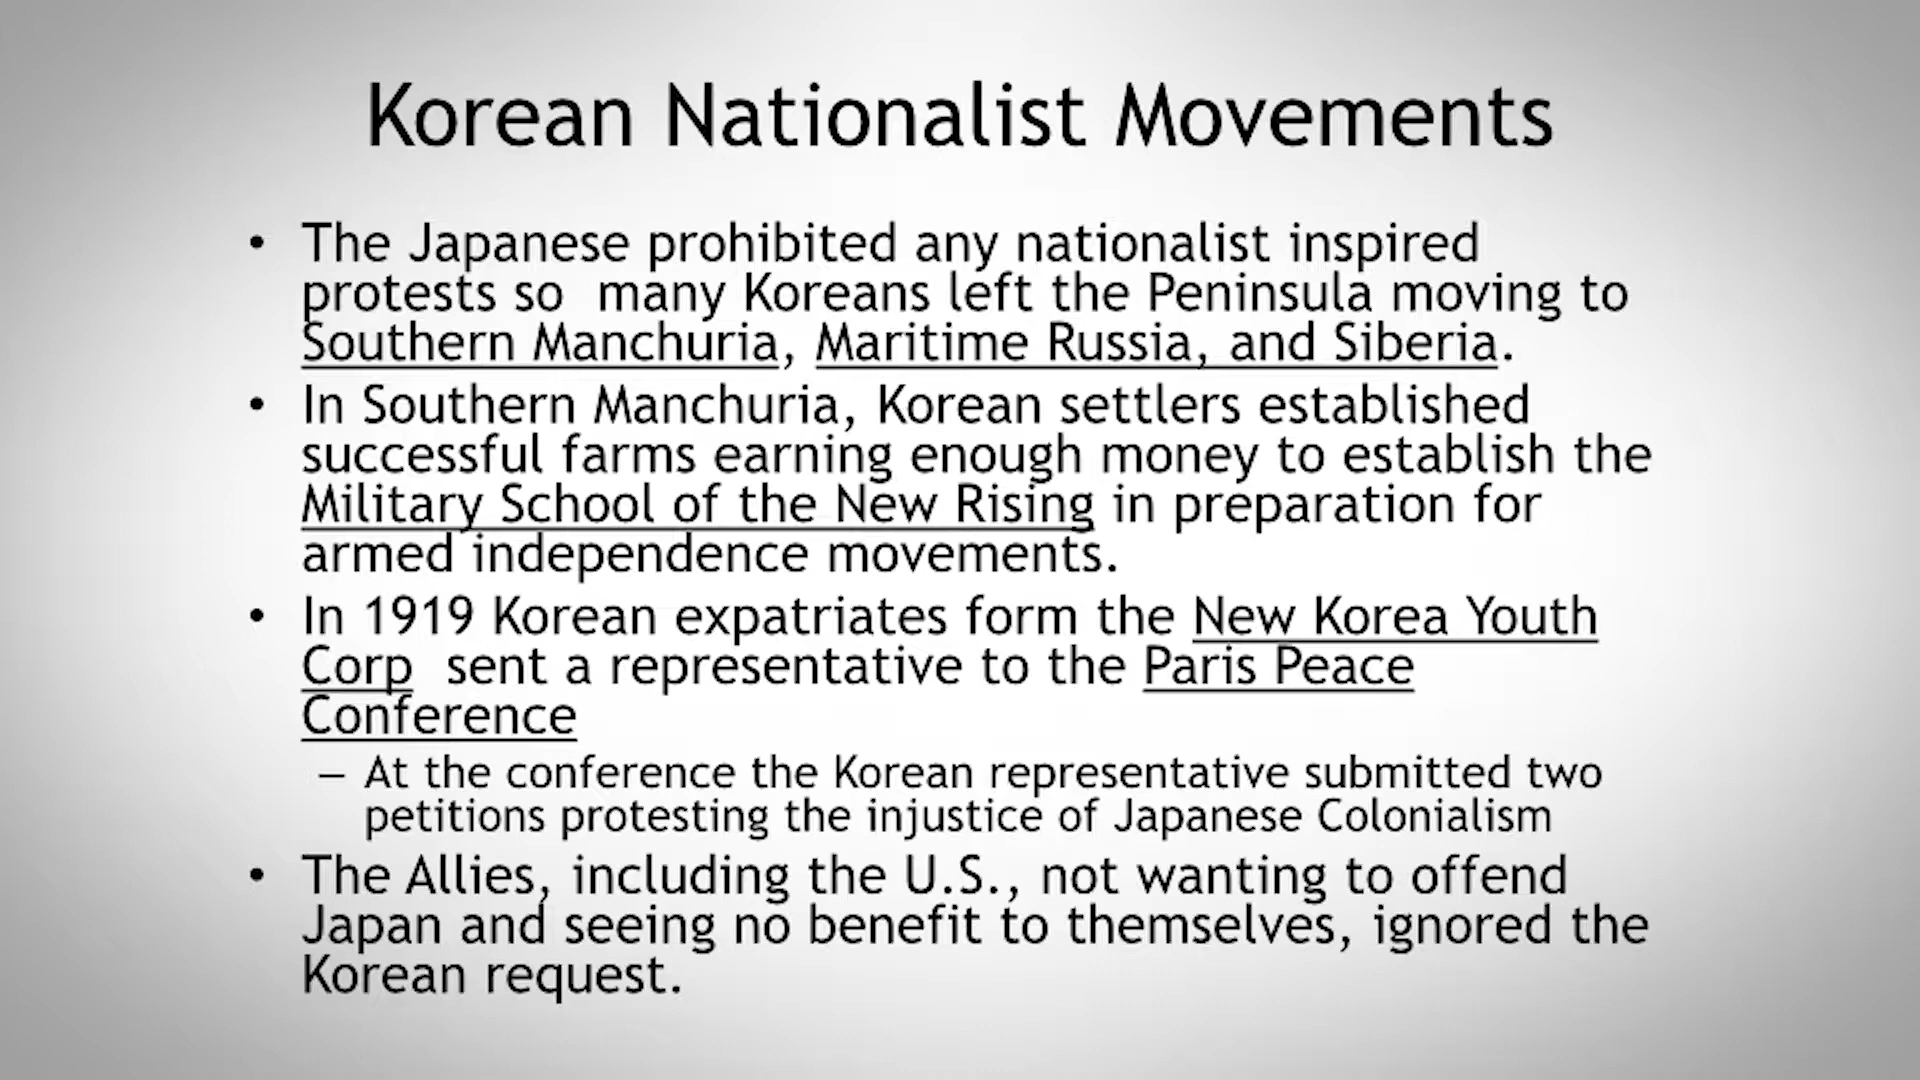 Korean Nationalist Movements
• The Japanese prohibited any nationalist inspired
protests so  many Koreans left the Peninsula moving to
Southern Manchuria, Maritime Russia, and Siberia.
• In Southern Manchuria, Korean settlers established
successful farms earning enough money to establish the
Military School of the New Rising in preparation for
armed independence movements.
• In 1919 Korean expatriates form the New Korea Youth
Corp  sent a representative to the Paris Peace
Conference
– At the conference the Korean representative submitted two
petitions protesting the injustice of Japanese Colonialism
• The Allies, including the U.S., not wanting to offend
Japan and seeing no benefit to themselves, ignored the
Korean request.